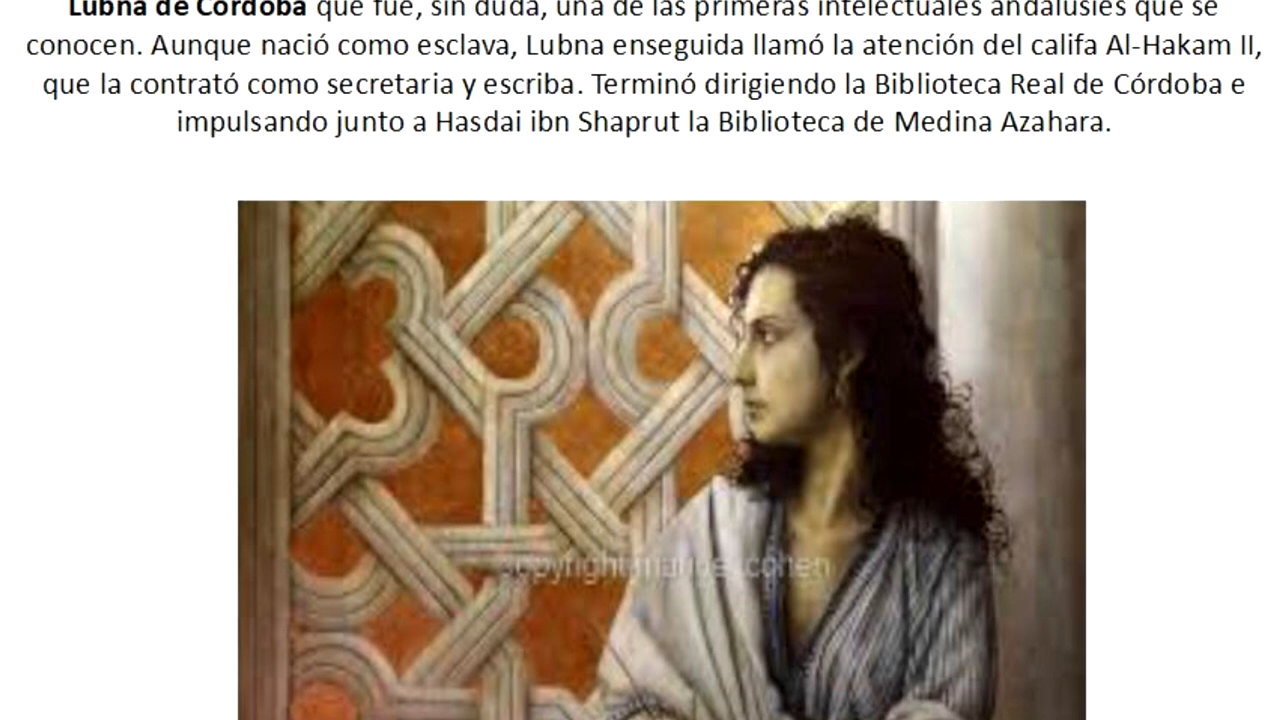 Lubna de Córdoba que fue, sin duda, una de las primeras intelectuales andalusíes que se
conocen. Aunque nació como esclava, Lubna enseguida llamó la atención del califa Al-Hakam II,
que la contrató como secretaria y escriba. Terminó dirigiendo la Biblioteca Real de Córdoba e
impulsando junto a Hasdai ibn Shaprut la Biblioteca de Medina Azahara.
copyright cohen